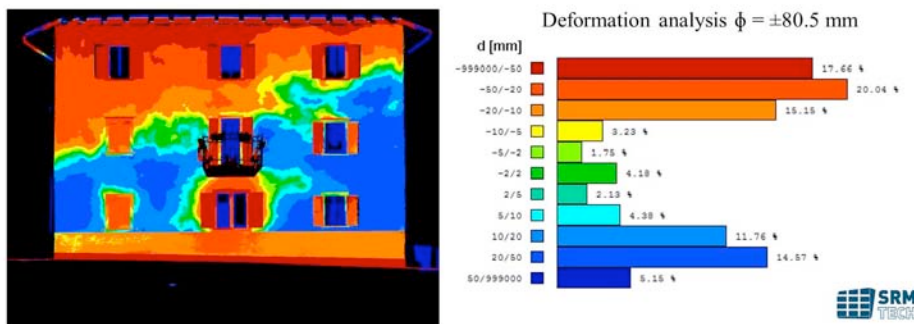 Deformation analysis ϕ = ±80.5 mm
d [mm]
-999000/-50 17.66 %
-50/-20 20.04 %
-20/-10 15.15 %
-10/-5 3.23 %
-5/-2 1.75 %
-2/2 4.18 %
2/5 2.13 %
5/10 4.38 %
10/20 11.76 %
20/50 14.57 %
50/999000 5.15 %
SRM
TECH